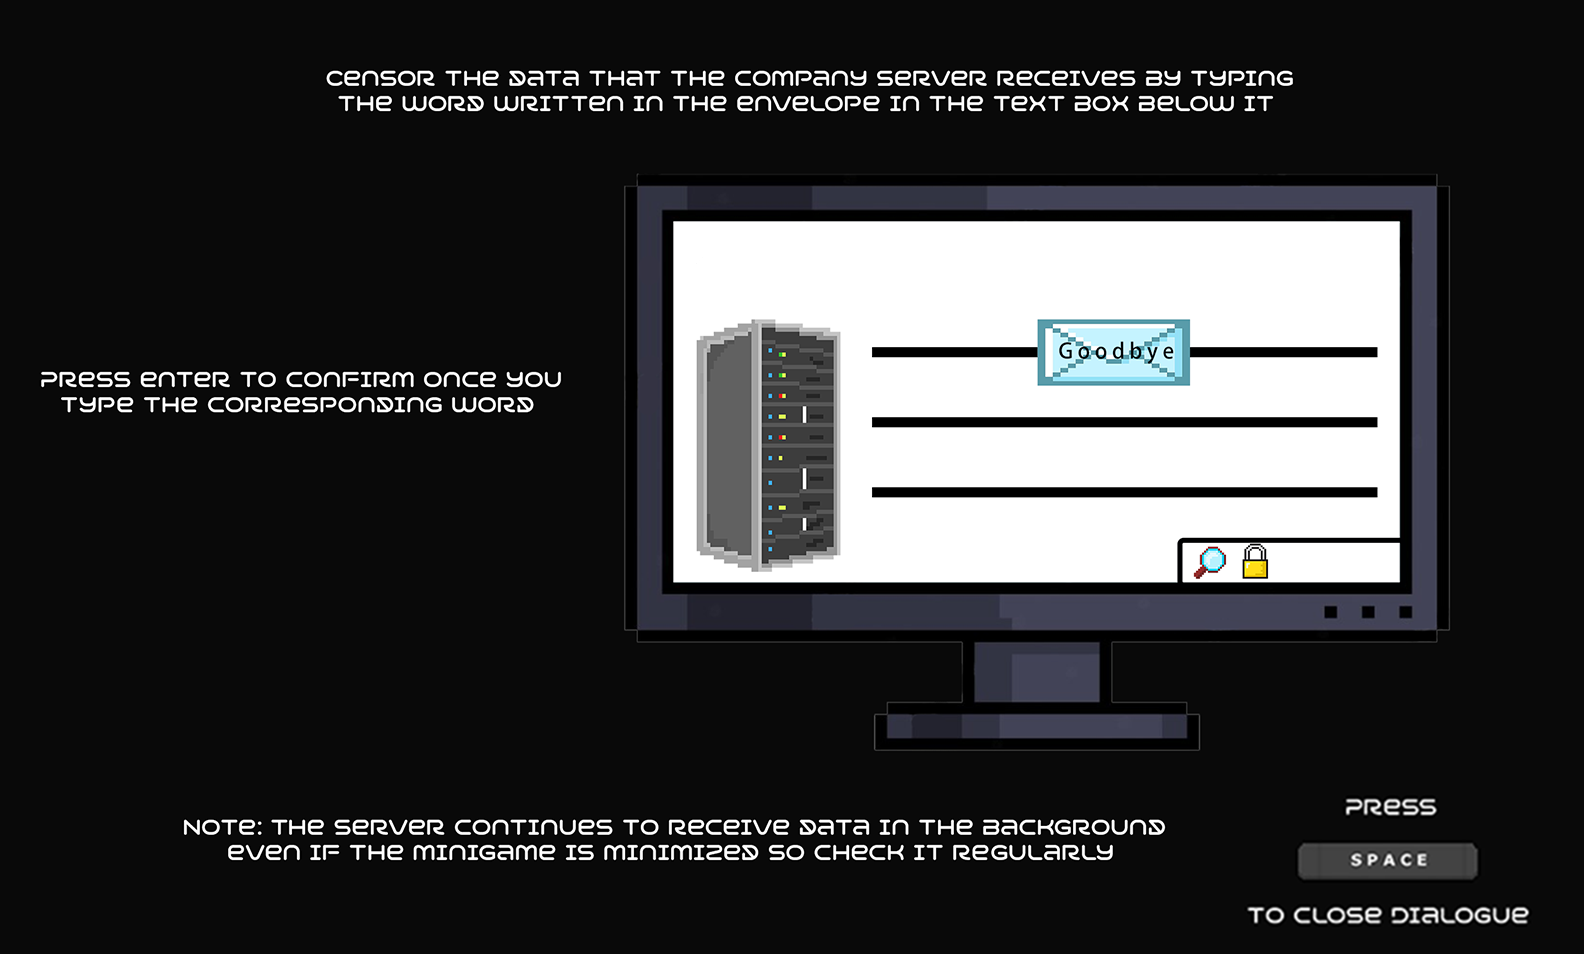 CENSOR THE DATA THAT THE COMPANY SERVER RECEIVES BY TYPING
THE WORD WRITTEN IN THE ENVELOPE IN THE TEXT BOX BELOW IT
Goodbye
PRESS ENTER TO CONFIRM ONCE YOU
TYPE THE CORRESPONDING WORD
NOTE: THE SERVER CONTINUES TO RECEIVE DATA IN THE BACKGROUND
EVEN IF THE MINIGAME IS MINIMIZED SO CHECK IT REGULARLY
PRESS
SPACE
TO CLOSE DIALOGUE